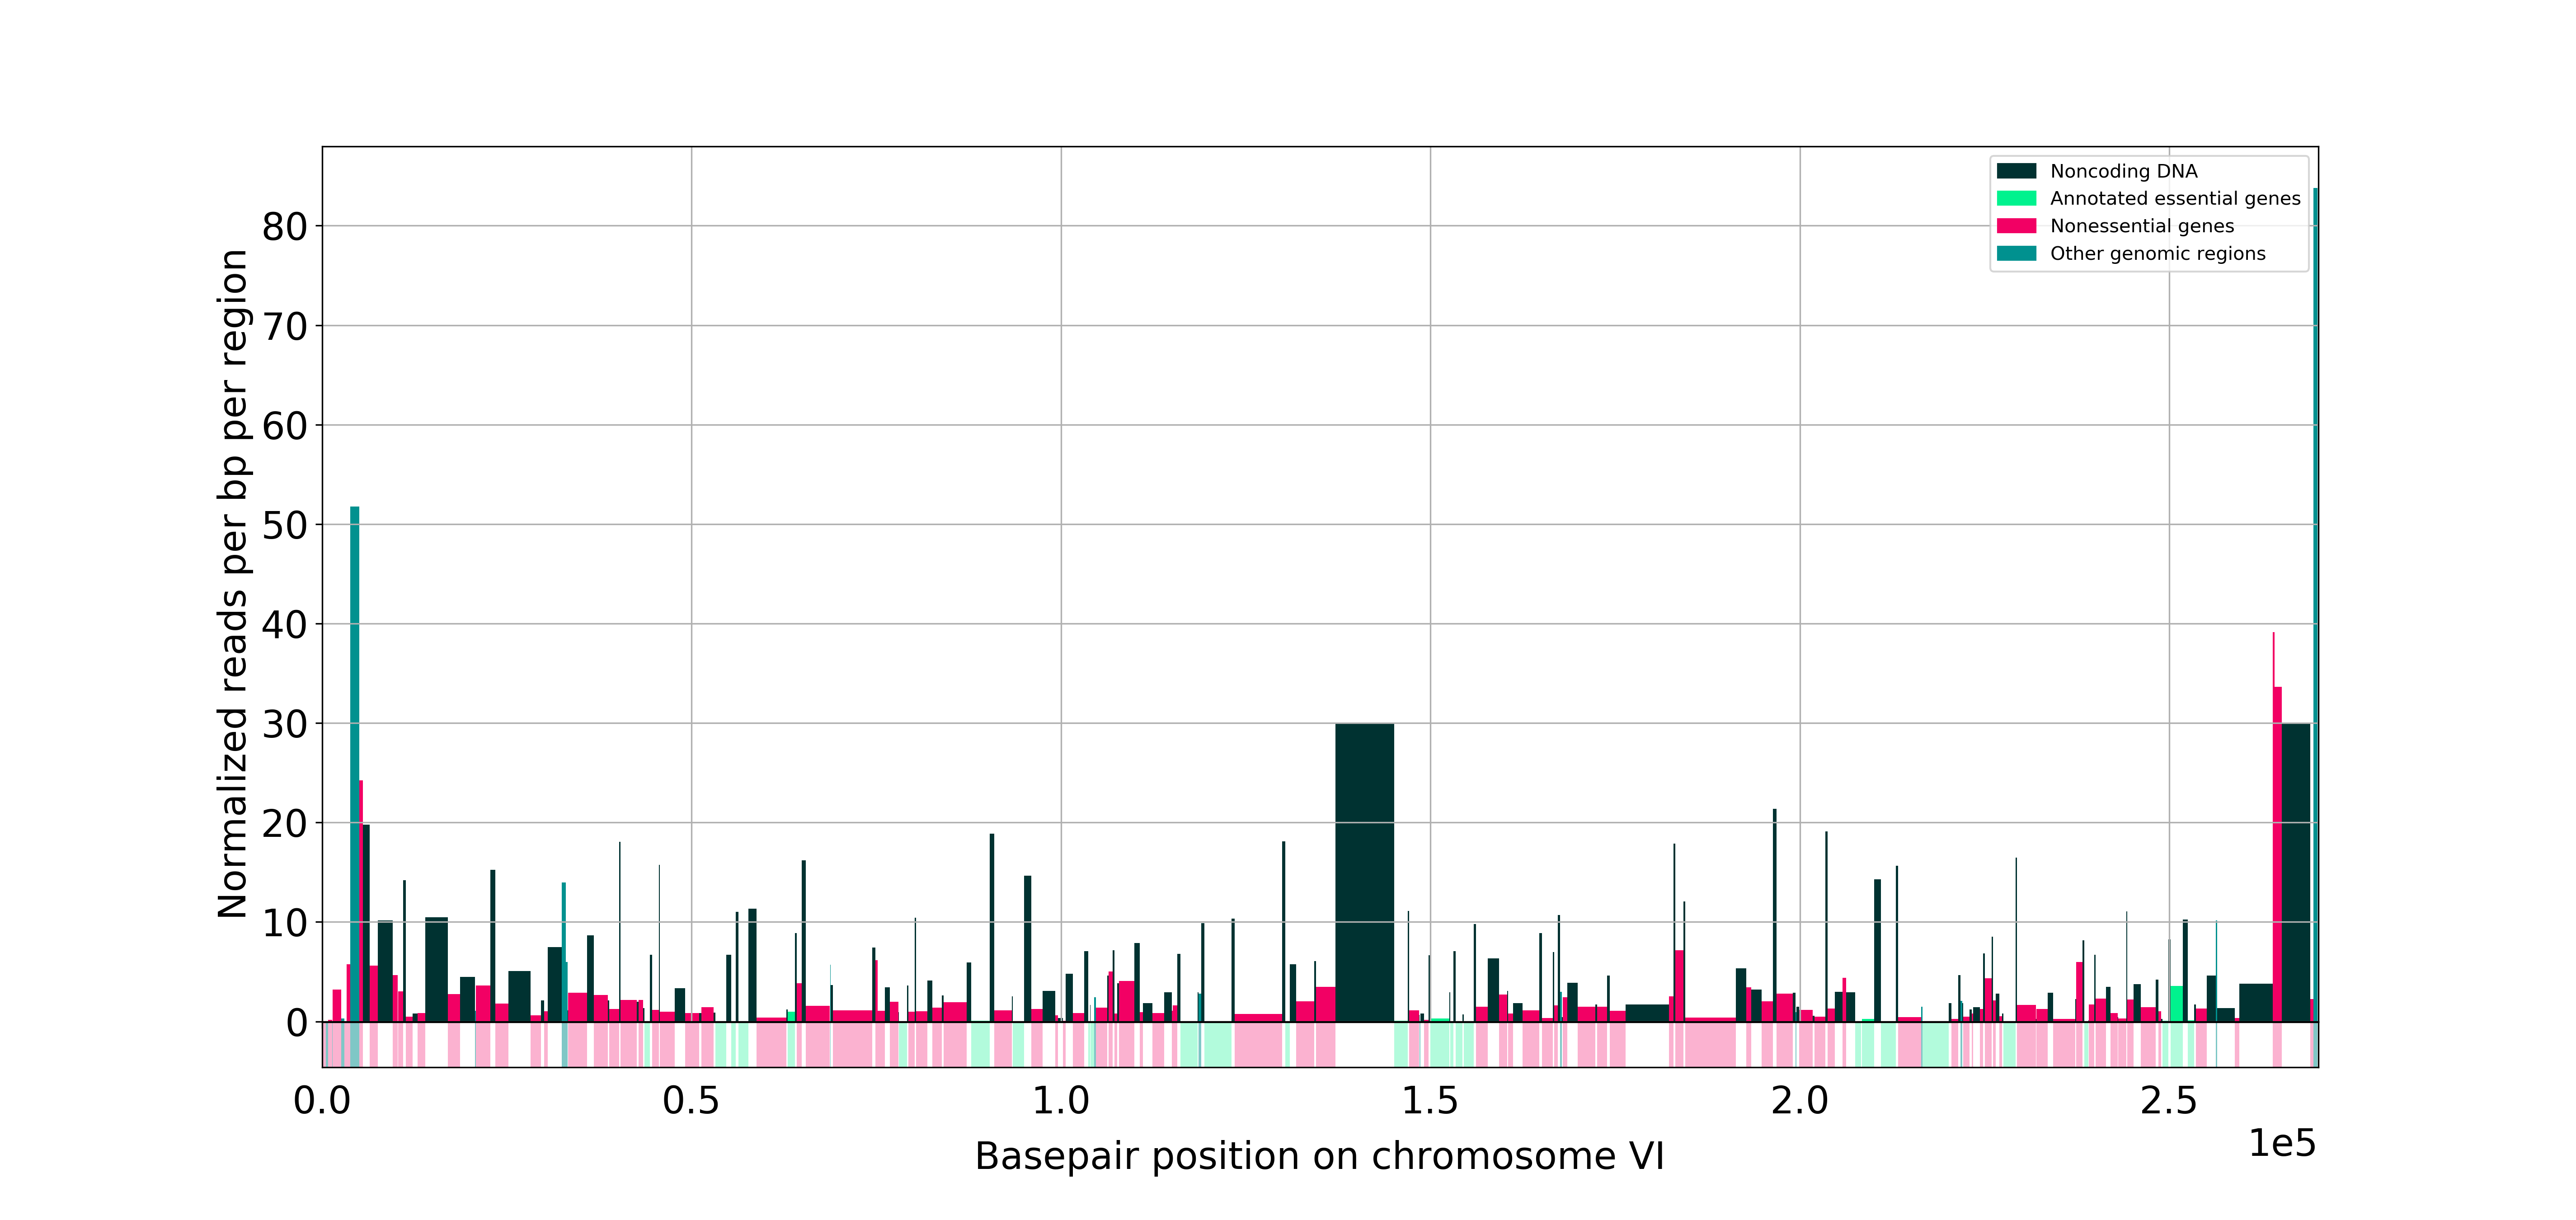 Normalized reads per bp per region
80
70
60
50
40
30
20
10
0
Noncoding DNA
Annotated essential genes
Nonessential genes
Other genomic regions
0.0 0.5 1.0 1.5 2.0 2.5
1e5
Basepair position on chromosome VI